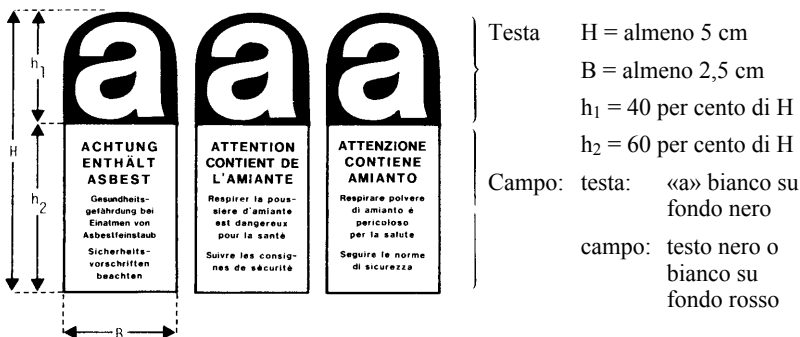 h1
H
h2
B
a
ACHTUNG
ENTHÄLT
ASBEST
Gesundheits-
gefährdung bei
Einatmen von
Asbestfeinstaub
Sicherheits-
vorschriften
beachten
a
ATTENTION
CONTIENT DE
L'AMIANTE
Respirer la pous-
sière d'amiante
est dangereux
pour la santé
Suivre les consig-
nes de sécurité
a
ATTENZIONE
CONTIENE
AMIANTO
Respirare polvere
di amianto è
pericoloso
per la salute
Seguire le norme
di sicurezza
Testa H = almeno 5 cm
B = almeno 2,5 cm
h1 = 40 per cento di H
h2 = 60 per cento di H
Campo: testa: «a» bianco su
fondo nero
campo: testo nero o
bianco su
fondo rosso